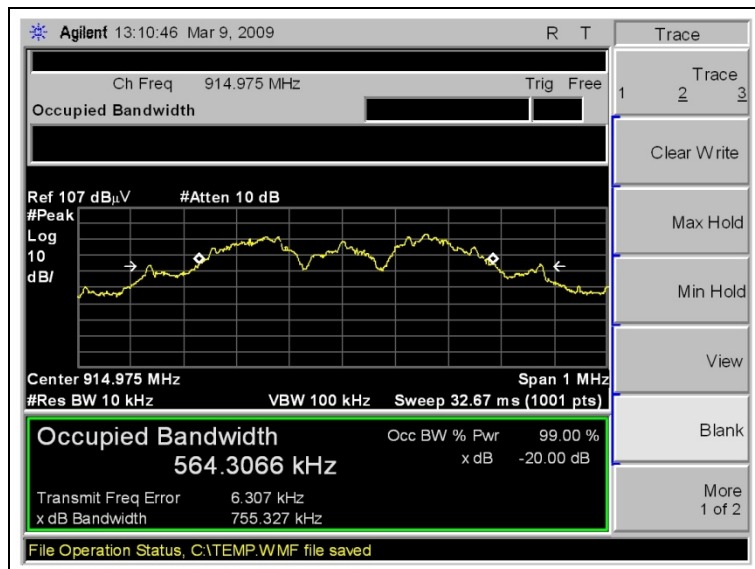 Agilent 13:10:46 Mar 9, 2009 R T
Ch Freq 914.975 MHz Trig Free
Occupied Bandwidth
Ref 107 dBµV #Atten 10 dB
#Peak
Log
10
dB/
Center 914.975 MHz Span 1 MHz
#Res BW 10 kHz VBW 100 kHz Sweep 32.67 ms (1001 pts)
Occupied Bandwidth Occ BW % Pwr 99.00 %
564.3066 kHz x dB -20.00 dB
Transmit Freq Error 6.307 kHz
x dB Bandwidth 755.327 kHz
File Operation Status, C:\TEMP.WMF file saved
Trace
Trace
1 2 3
Clear Write
Max Hold
Min Hold
View
Blank
More
1 of 2